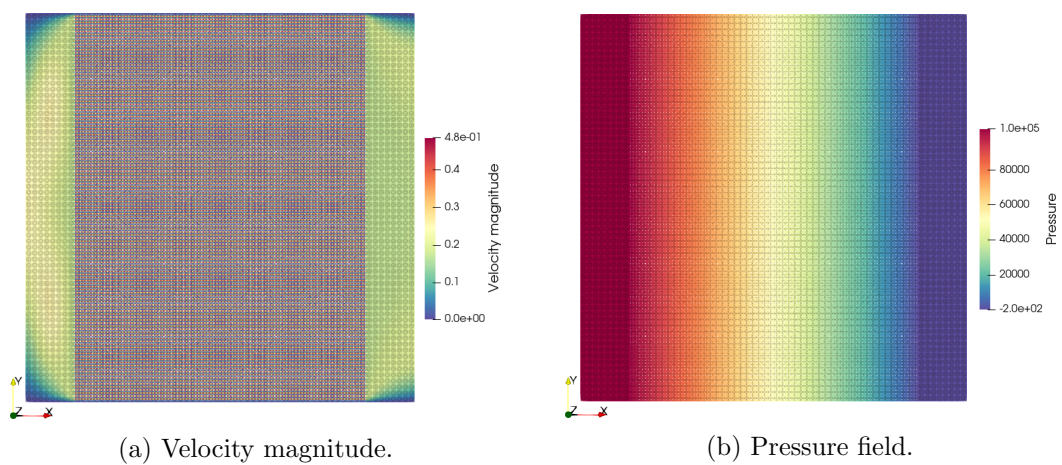 4.8e-01
0.4
0.3
0.2
0.1
0.0e+00
Velocity magnitude
Y
Z
X
(a) Velocity magnitude.
1.0e+05
80000
60000
40000
20000
-2.0e+02
Pressure
Y
Z
X
(b) Pressure field.